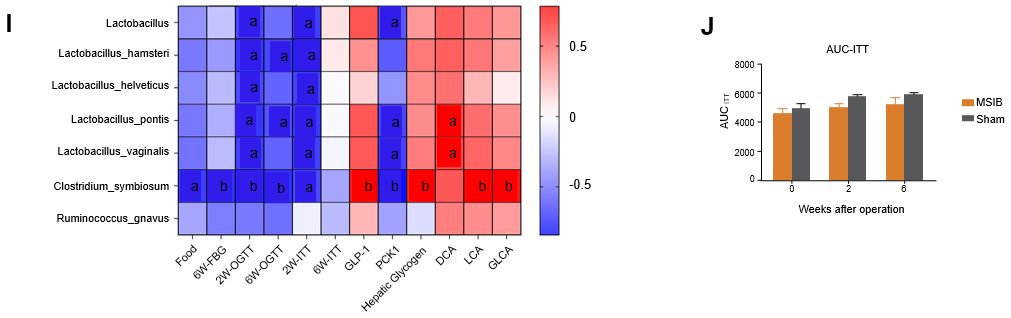 I
Lactobacillus
Lactobacillus_hamsteri
Lactobacillus_helveticus
Lactobacillus_pontis
Lactobacillus_vaginalis
Clostridium_symbiosum
Ruminococcus_gnavus
a a a
a a a
a a
a a a a a
a a a a
a b b b a b b b b b
Food
6W-FBG
2W-OGTT
6W-OGTT
2W-ITT
6W-ITT
GLP-1
PCK1
Hepatic Glycogen
DCA
LCA
GLCA
0.5
0
-0.5
J
AUC-ITT
AUC ITT
8000
6000
4000
2000
0
0 2 6
Weeks after operation
MSIB
Sham